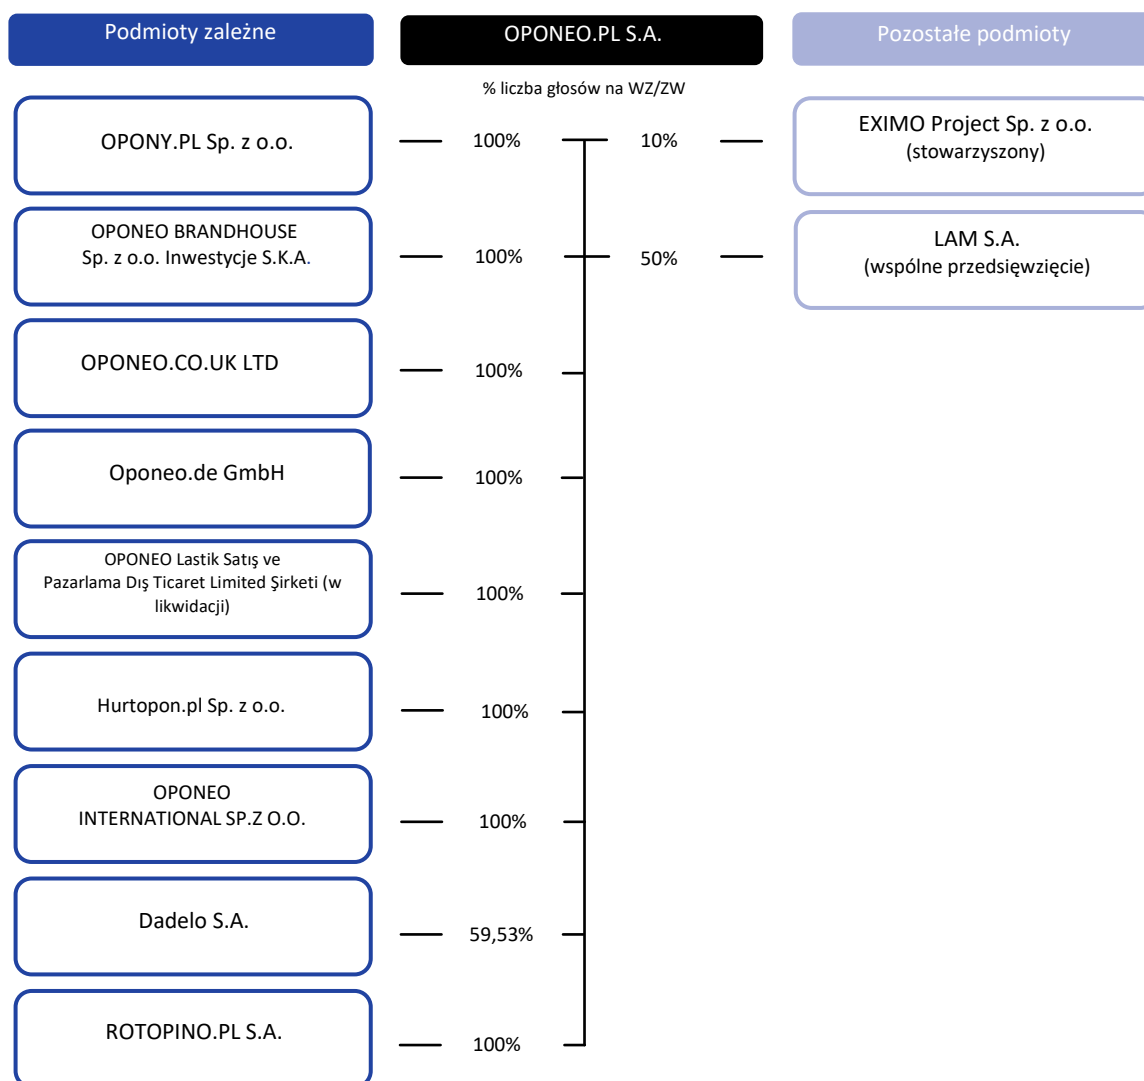 Podmioty zależne
OPONEO.PL S.A.
Pozostałe podmioty
% liczba głosów na WZ/ZW
OPONY.PL Sp. z o.o.
100%
10%
EXIMO Project Sp. z o.o.
(stowarzyszony)
OPONEO BRANDHOUSE
Sp. z o.o. Inwestycje S.K.A.
100%
50%
LAM S.A.
(wspólne przedsięwzięcie)
OPONEO.CO.UK LTD
100%
Oponeo.de GmbH
100%
OPONEO Lastik Satış ve
Pazarlama Dış Ticaret Limited Şirketi (w
likwidacji)
100%
Hurtopon.pl Sp. z o.o.
100%
OPONEO
INTERNATIONAL SP.Z O.O.
100%
Dadelo S.A.
59,53%
ROTOPINO.PL S.A.
100%